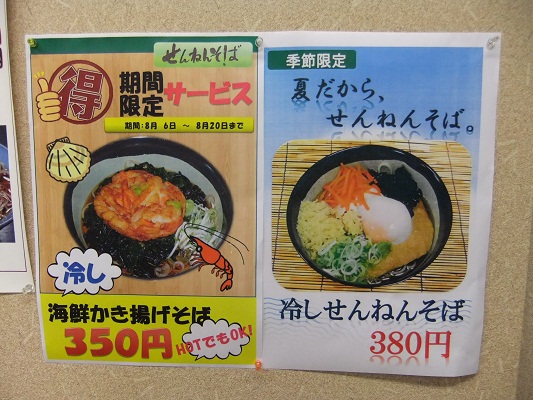 せんねんそば
得
期間
限定
サービス
期間:8月 6日 ～ 8月20日まで
冷し
海鮮かき揚げそば
350円
HOTでもOK!
季節限定
夏だから、
せんねんそば。
冷しせんねんそば
380円